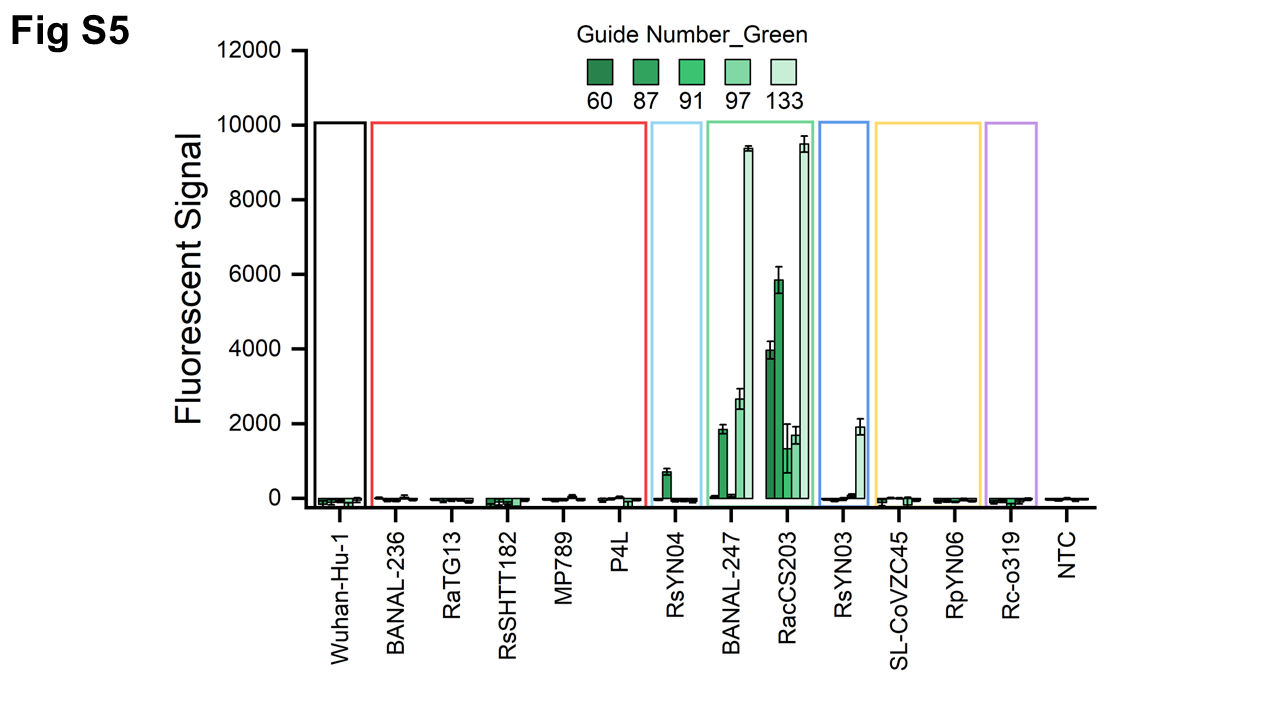 Fig S5
Guide Number_Green
60 87 91 97 133
Fluorescent Signal
12000
10000
8000
6000
4000
2000
0
Wuhan-Hu-1
BANAL-236
RaTG13
RsSHTT182
MP789
P4L
RsYN04
BANAL-247
RacCS203
RsYN03
SL-CoVZC45
RpYN06
Rc-o319
NTC